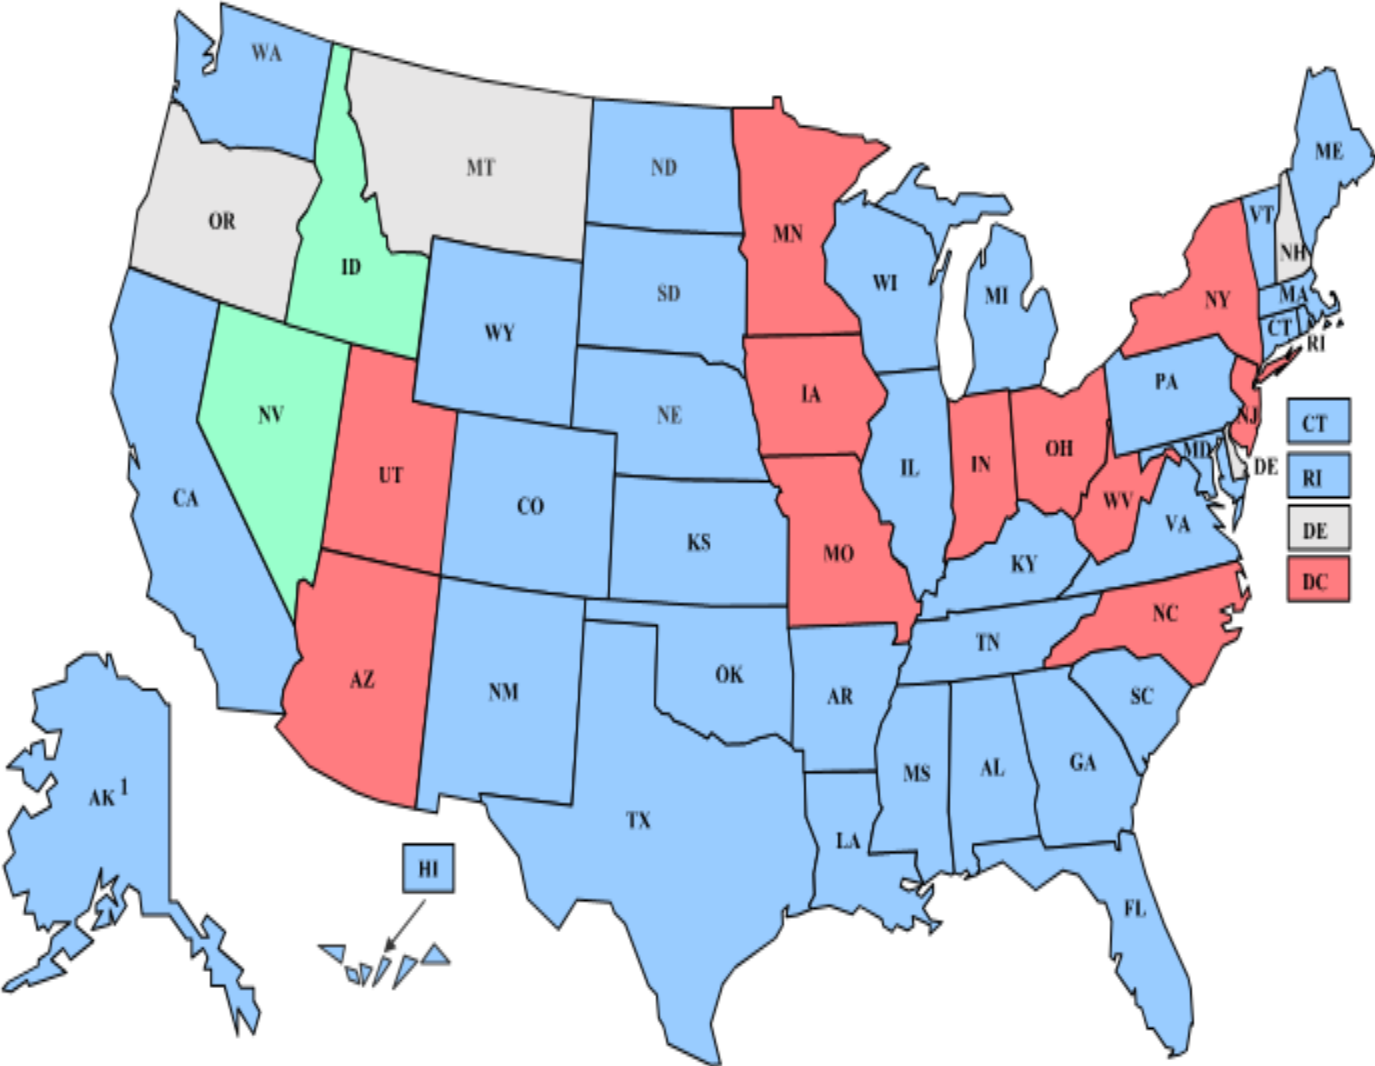 WA
MT
ND
MN
ME
OR
ID
SD
WI
MI
VT
NH
NY
MA
CT
RI
WY
NV
NE
IA
PA
NJ
UT
CA
CO
KS
MO
IL
IN
OH
WV
MD
DE
VA
KY
CT
RI
DE
DC
AZ
NM
OK
AR
TN
NC
SC
MS
AL
GA
AK 1
TX
LA
HI
FL